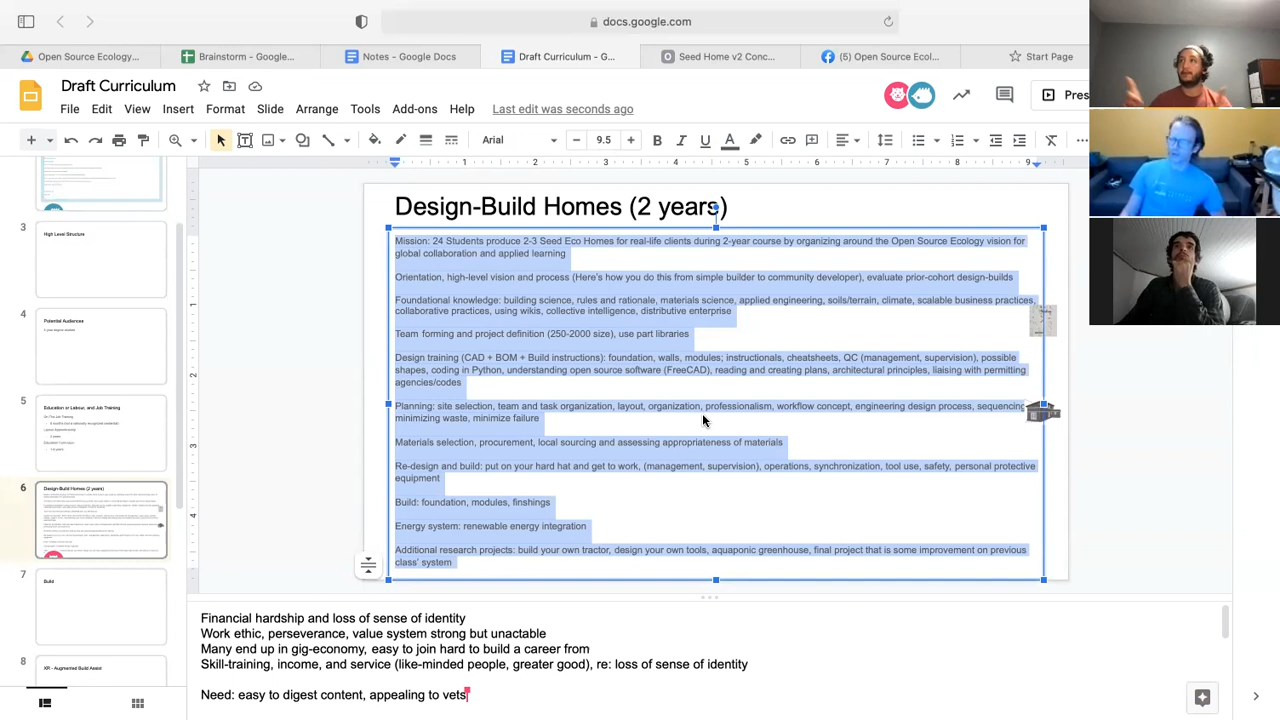 docs.google.com
Open Source Ecology...
Brainstorm - Google...
Notes - Google Docs
Draft Curriculum - G...
Seed Home v2 Conc...
(5) Open Source Ecol...
Start Page
Draft Curriculum
File Edit View Insert Format Slide Arrange Tools Add-ons Help Last edit was seconds ago
Pres
Arial
9.5
1 2 3 4 6 7 8 9
1
2
3
4
3
High Level Structure
4
Potential Audiences
5
Education or Labour, and Job Training
6
Design-Build Homes (2 years)
7
Build
8
XR - Augmented Build Assist
Design-Build Homes (2 years)
Mission: 24 Students produce 2-3 Seed Eco Homes for real-life clients during 2-year course by organizing around the Open Source Ecology vision for
global collaboration and applied learning
Orientation, high-level vision and process (Here's how you do this from simple builder to community developer), evaluate prior-cohort design-builds
Foundational knowledge: building science, rules and rationale, materials science, applied engineering, soils/terrain, climate, scalable business practices,
collaborative practices, using wikis, collective intelligence, distributive enterprise
Team forming and project definition (250-2000 size), use part libraries
Design training (CAD + BOM + Build instructions): foundation, walls, modules; instructionals, cheatsheets, QC (management, supervision), possible
shapes, coding in Python, understanding open source software (FreeCAD), reading and creating plans, architectural principles, liaising with permitting
agencies/codes
Planning: site selection, team and task organization, layout, organization, professionalism, workflow concept, engineering design process, sequencing
minimizing waste, minimize failure
Materials selection, procurement, local sourcing and assessing appropriateness of materials
Re-design and build: put on your hard hat and get to work, (management, supervision), operations, synchronization, tool use, safety, personal protective
equipment
Build: foundation, modules, finshings
Energy system: renewable energy integration
Additional research projects: build your own tractor, design your own tools, aquaponic greenhouse, final project that is some improvement on previous
class' system
Financial hardship and loss of sense of identity
Work ethic, perseverance, value system strong but unactable
Many end up in gig-economy, easy to join hard to build a career from
Skill-training, income, and service (like-minded people, greater good), re: loss of sense of identity
Need: easy to digest content, appealing to vets